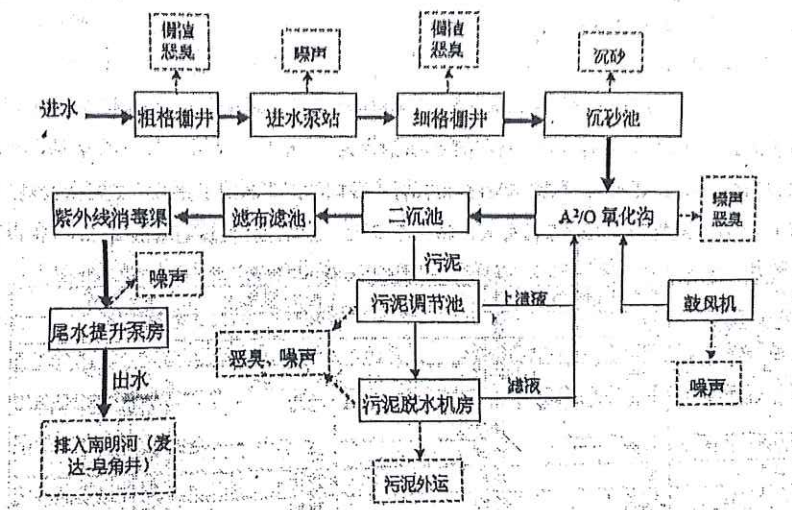 栅渣
恶臭
噪声
栅渣
恶臭
沉砂
进水
粗格栅井
进水泵站
细格栅井
沉砂池
紫外线消毒渠
滤布滤池
二沉池
A²/O 氧化沟
噪声
恶臭
污泥
噪声
尾水提升泵房
污泥调节池
上清液
鼓风机
恶臭、噪声
出水
污泥脱水机房
滤液
噪声
排入南明河（
达-皂角井）
污泥外运